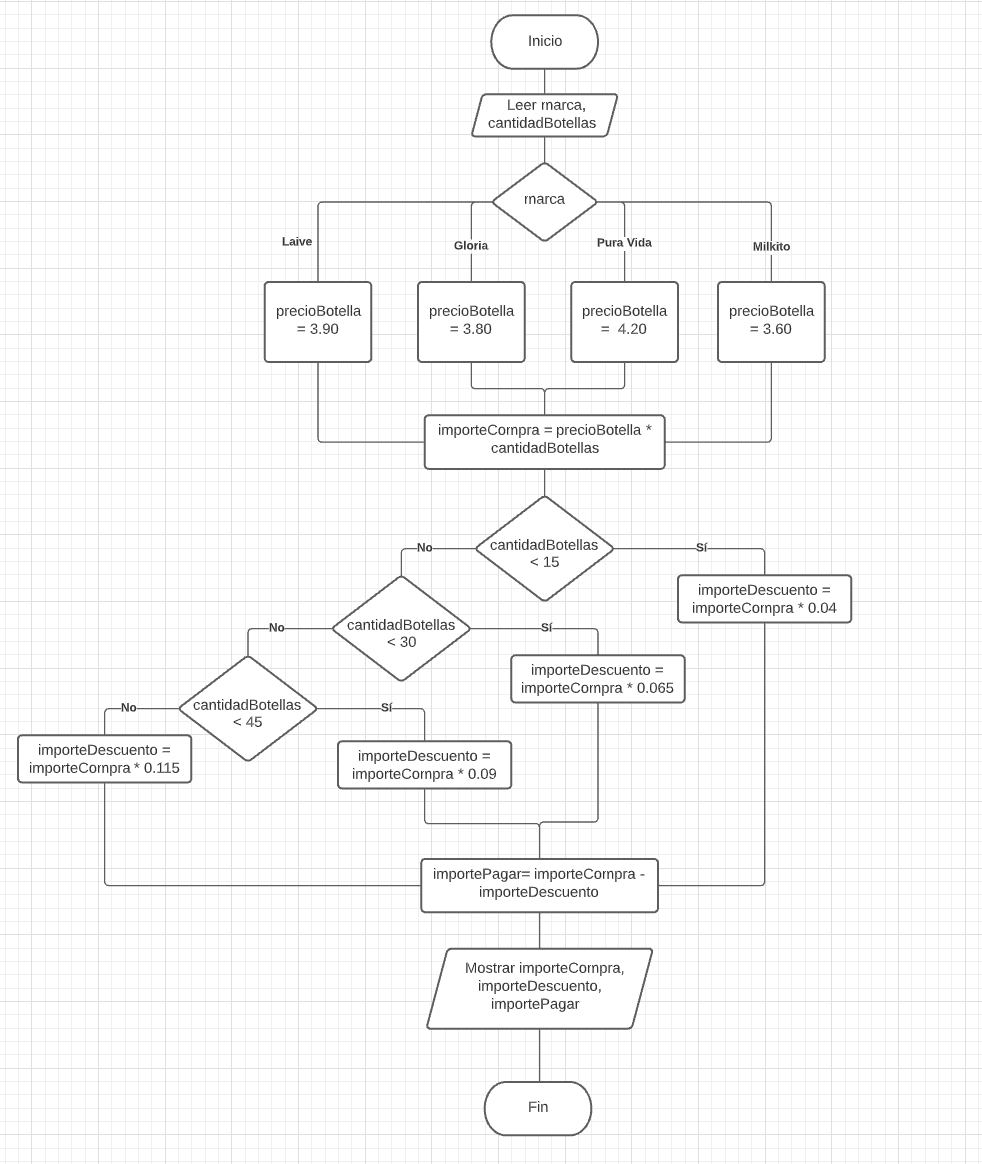 Inicio
Leer marca,
cantidadBotellas
marca
Laive
Gloria
Pura Vida
Milkito
precioBotella
= 3.90
precioBotella
= 3.80
precioBotella
= 4.20
precioBotella
= 3.60
importeCompra = precioBotella *
cantidadBotellas
cantidadBotellas
< 15
No
Sí
importeDescuento =
importeCompra * 0.04
cantidadBotellas
< 30
No
Sí
importeDescuento =
importeCompra * 0.065
cantidadBotellas
< 45
No
Sí
importeDescuento =
importeCompra * 0.115
importeDescuento =
importeCompra * 0.09
importePagar= importeCompra -
importeDescuento
Mostrar importeCompra,
importeDescuento,
importePagar
Fin